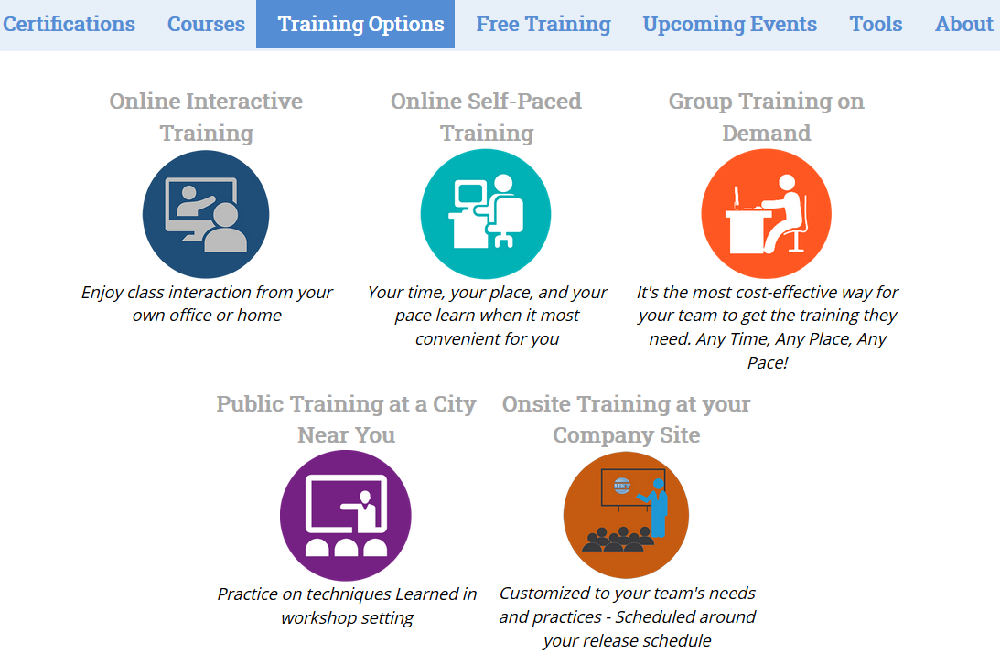 Certifications Courses Training Options Free Training Upcoming Events Tools About
Online Interactive
Training
Enjoy class interaction from your
own office or home
Online Self-Paced
Training
Your time, your place, and your
pace learn when it most
convenient for you
Group Training on
Demand
It's the most cost-effective way for
your team to get the training they
need. Any Time, Any Place, Any
Pace!
Public Training at a City
Near You
Practice on techniques Learned in
workshop setting
Onsite Training at your
Company Site
IIST
Customized to your team's needs
and practices - Scheduled around
your release schedule